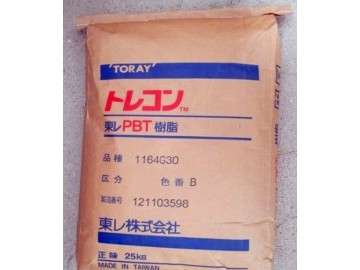 'TORAY'
トレコン™
東レPBT樹脂
品種 1164G30
区分 色番 B
製造番号 121103598
東レ株式会社
正味 25KG
MADE IN TAIWAN